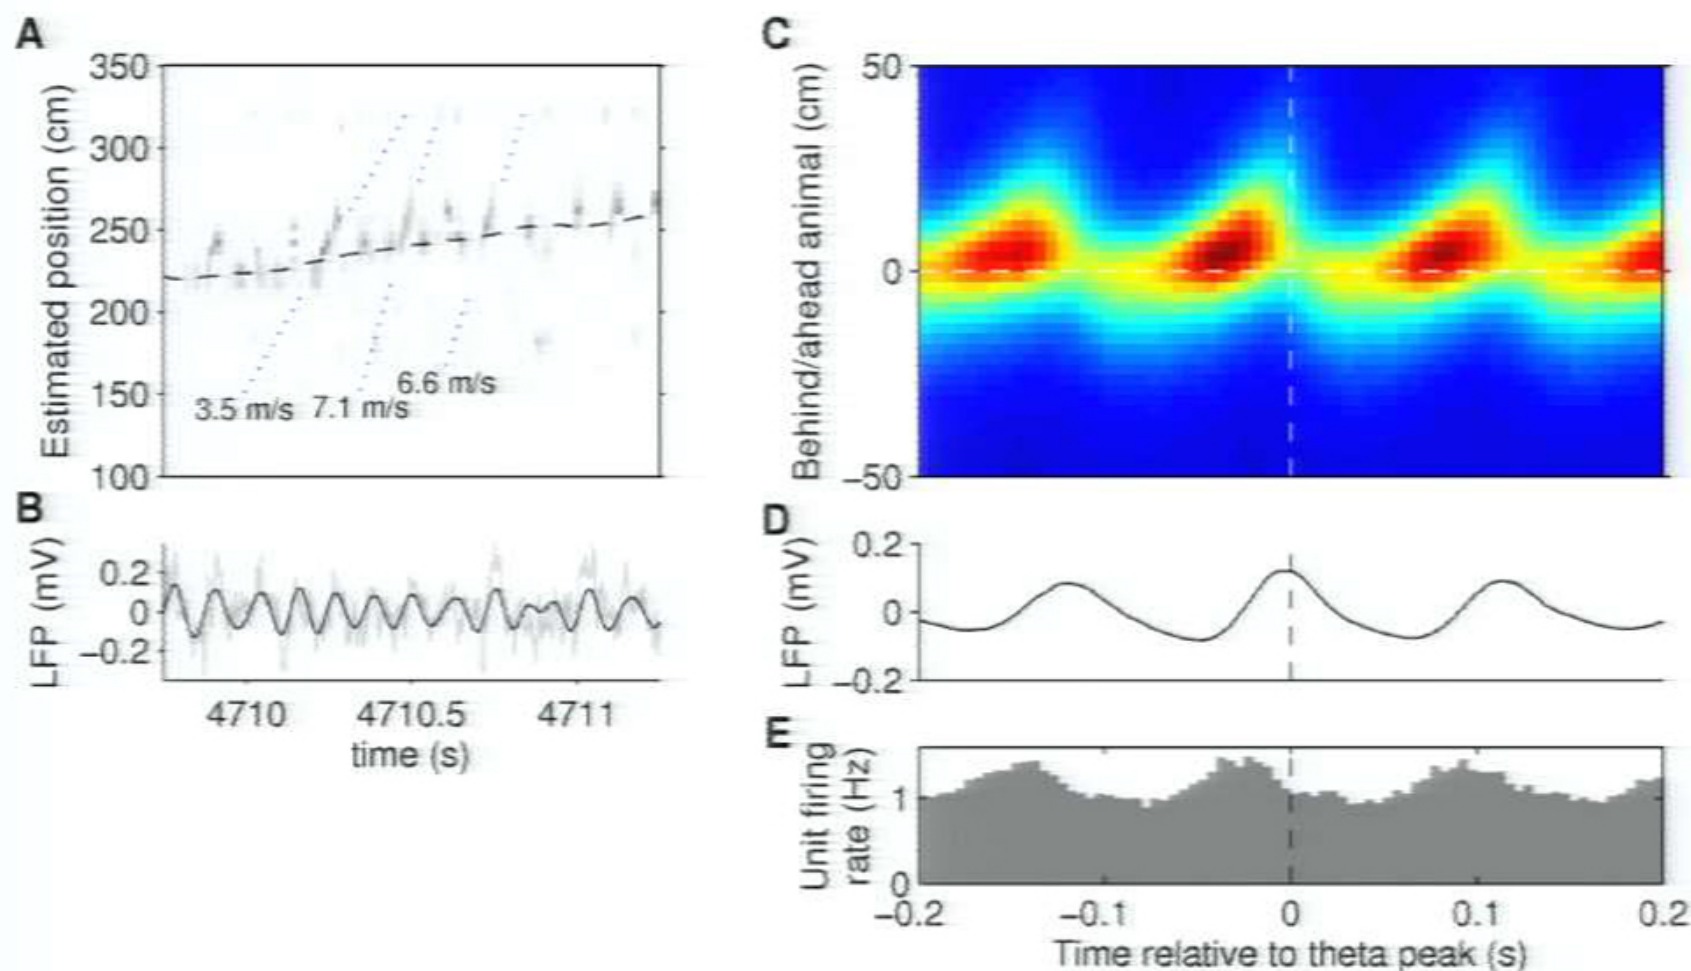 A
Estimated position (cm)
350
300
250
200
150
100
3.5 m/s
7.1 m/s
6.6 m/s
B
LFP (mV)
0.2
0
−0.2
4710
4710.5
4711
time (s)
C
Behind/ahead animal (cm)
50
0
−50
D
LFP (mV)
0.2
0
−0.2
E
Unit firing
rate (Hz)
1
0
−0.2
−0.1
0
0.1
0.2
Time relative to theta peak (s)